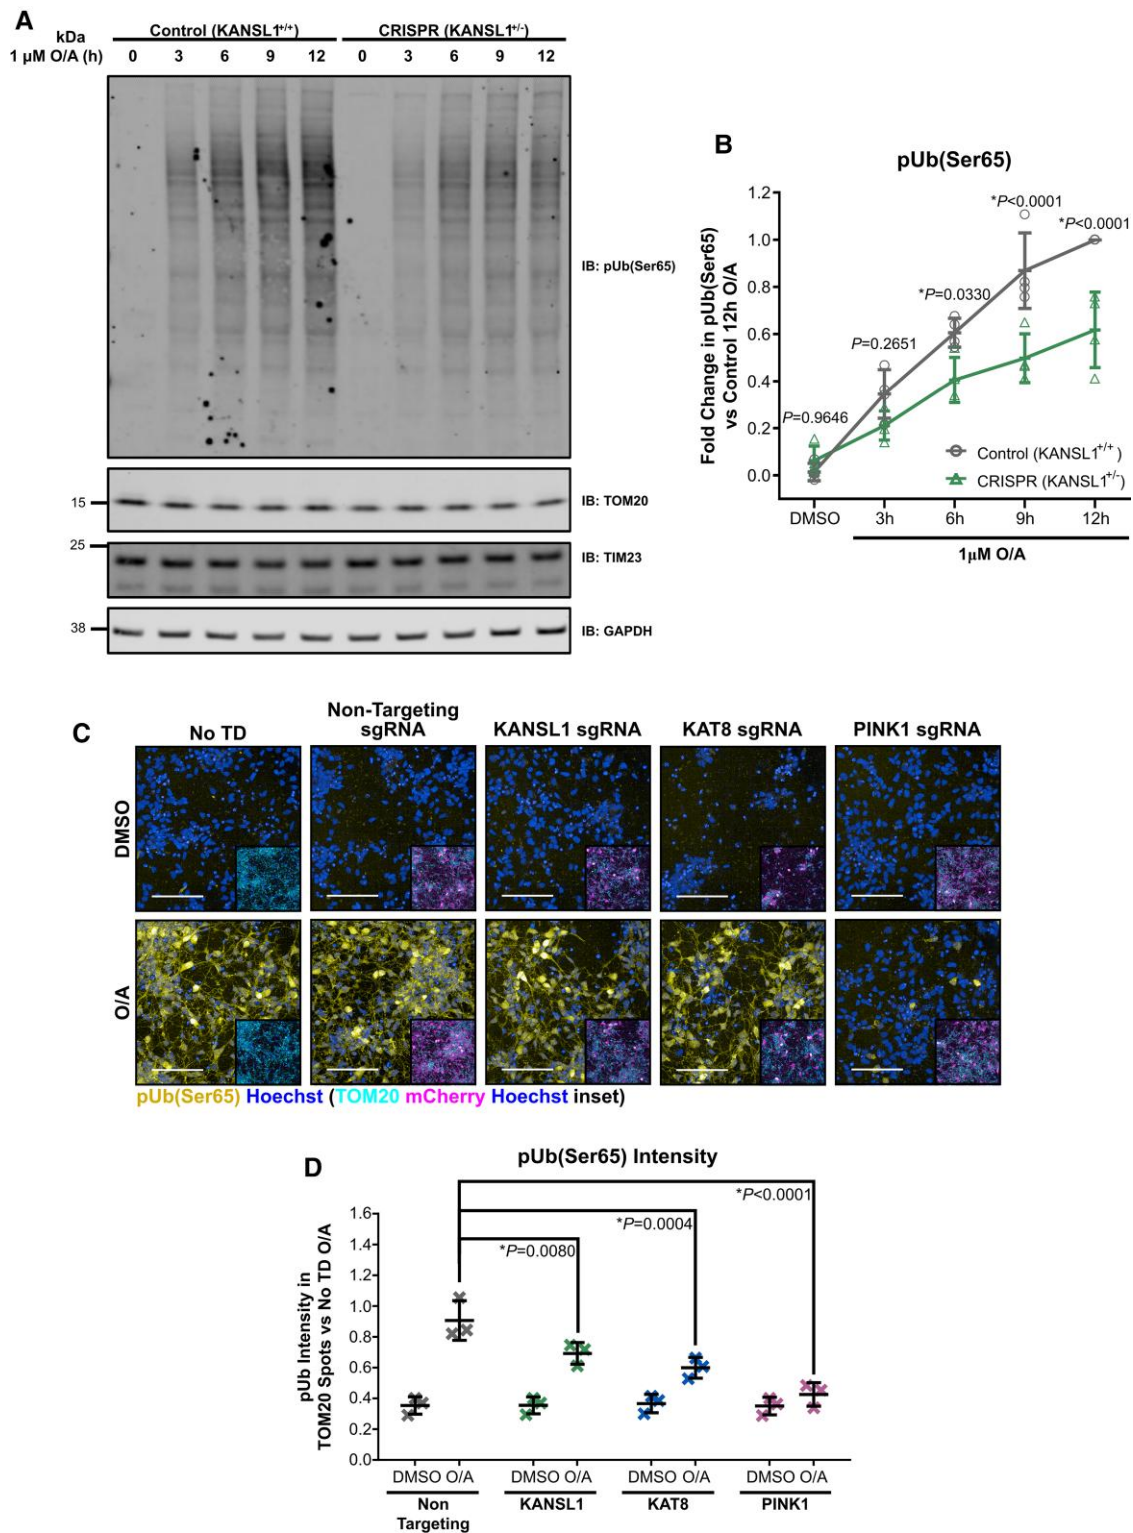 A
kDa
Control (KANSL1+/+) CRISPR (KANSL1+/-)
1 µM O/A (h) 0 3 6 9 12 0 3 6 9 12
IB: pUb(Ser65)
15
IB: TOM20
25
IB: TIM23
38
IB: GAPDH
B
pUb(Ser65)
Fold Change in pUb(Ser65)
vs Control 12h O/A
1.2
1.0
0.8
0.6
0.4
0.2
0.0
P=0.9646
P=0.2651
*P=0.0330
*P<0.0001
*P<0.0001
Control (KANSL1+/+)
CRISPR (KANSL1+/-)
DMSO 3h 6h 9h 12h
1µM O/A
C
No TD
Non-Targeting
sgRNA
KANSL1 sgRNA
KAT8 sgRNA
PINK1 sgRNA
DMSO
O/A
pUb(Ser65) Hoechst (TOM20 mCherry Hoechst inset)
D
pUb(Ser65) Intensity
pUb Intensity in
TOM20 Spots vs No TD O/A
1.6
1.4
1.2
1.0
0.8
0.6
0.4
0.2
0.0
*P<0.0001
*P=0.0004
*P=0.0080
DMSO O/A DMSO O/A DMSO O/A DMSO O/A
Non
Targeting
KANSL1
KAT8
PINK1